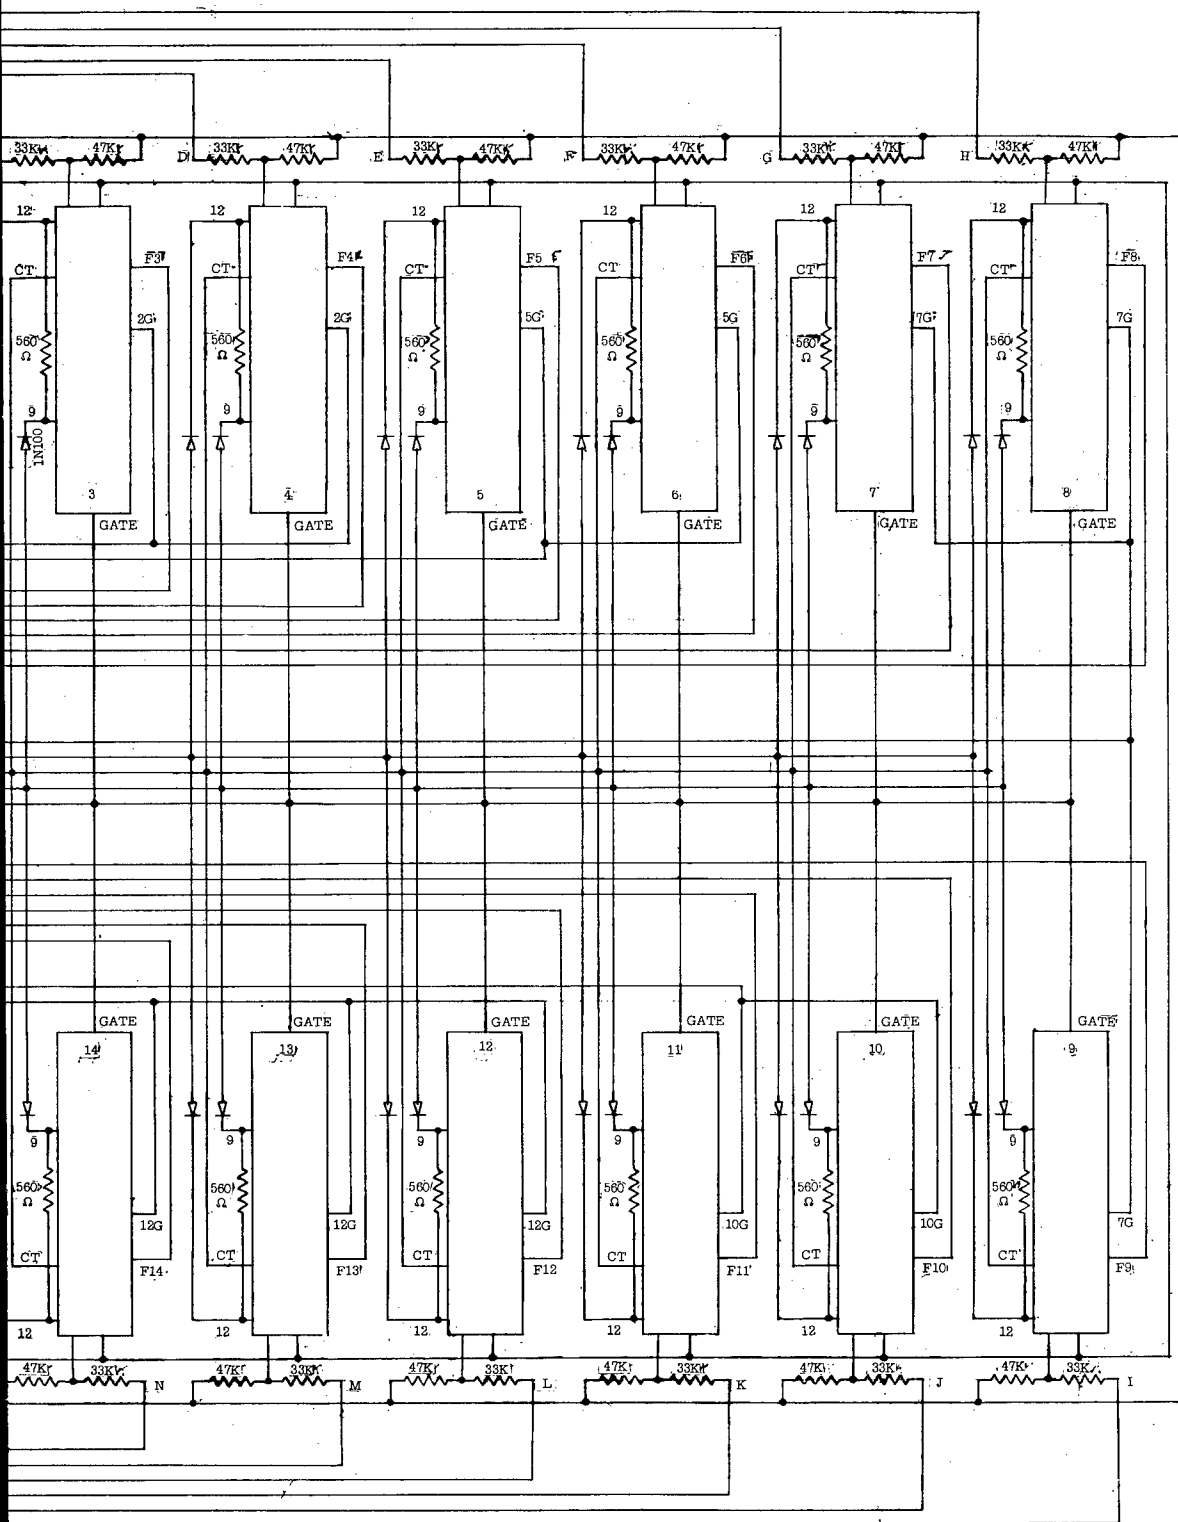 33K 47K D 33K 47K E 33K 47K F 33K 47K G 33K 47K H 33K 47K
12 12 12 12 12 12
F3 F4 F5 F6 F7 F8
CT CT CT CT CT CT
2G 2G 5G 5G 7G 7G
560 560 560 560 560 560
Ω Ω Ω Ω Ω Ω
9 9 9 9 9 9
1N100
3 4 5 6 7 8
GATE GATE GATE GATE GATE GATE
GATE GATE GATE GATE GATE GATE
14 13 12 11 10 9
9 9 9 9 9 9
560 560 560 560 560 560
Ω Ω Ω Ω Ω Ω
12G 12G 12G 10G 10G 7G
CT CT CT CT CT CT
F14 F13 F12 F11 F10 F9
12 12 12 12 12 12
47K 33K N 47K 33K M 47K 33K L 47K 33K K 47K 33K J 47K 33K I